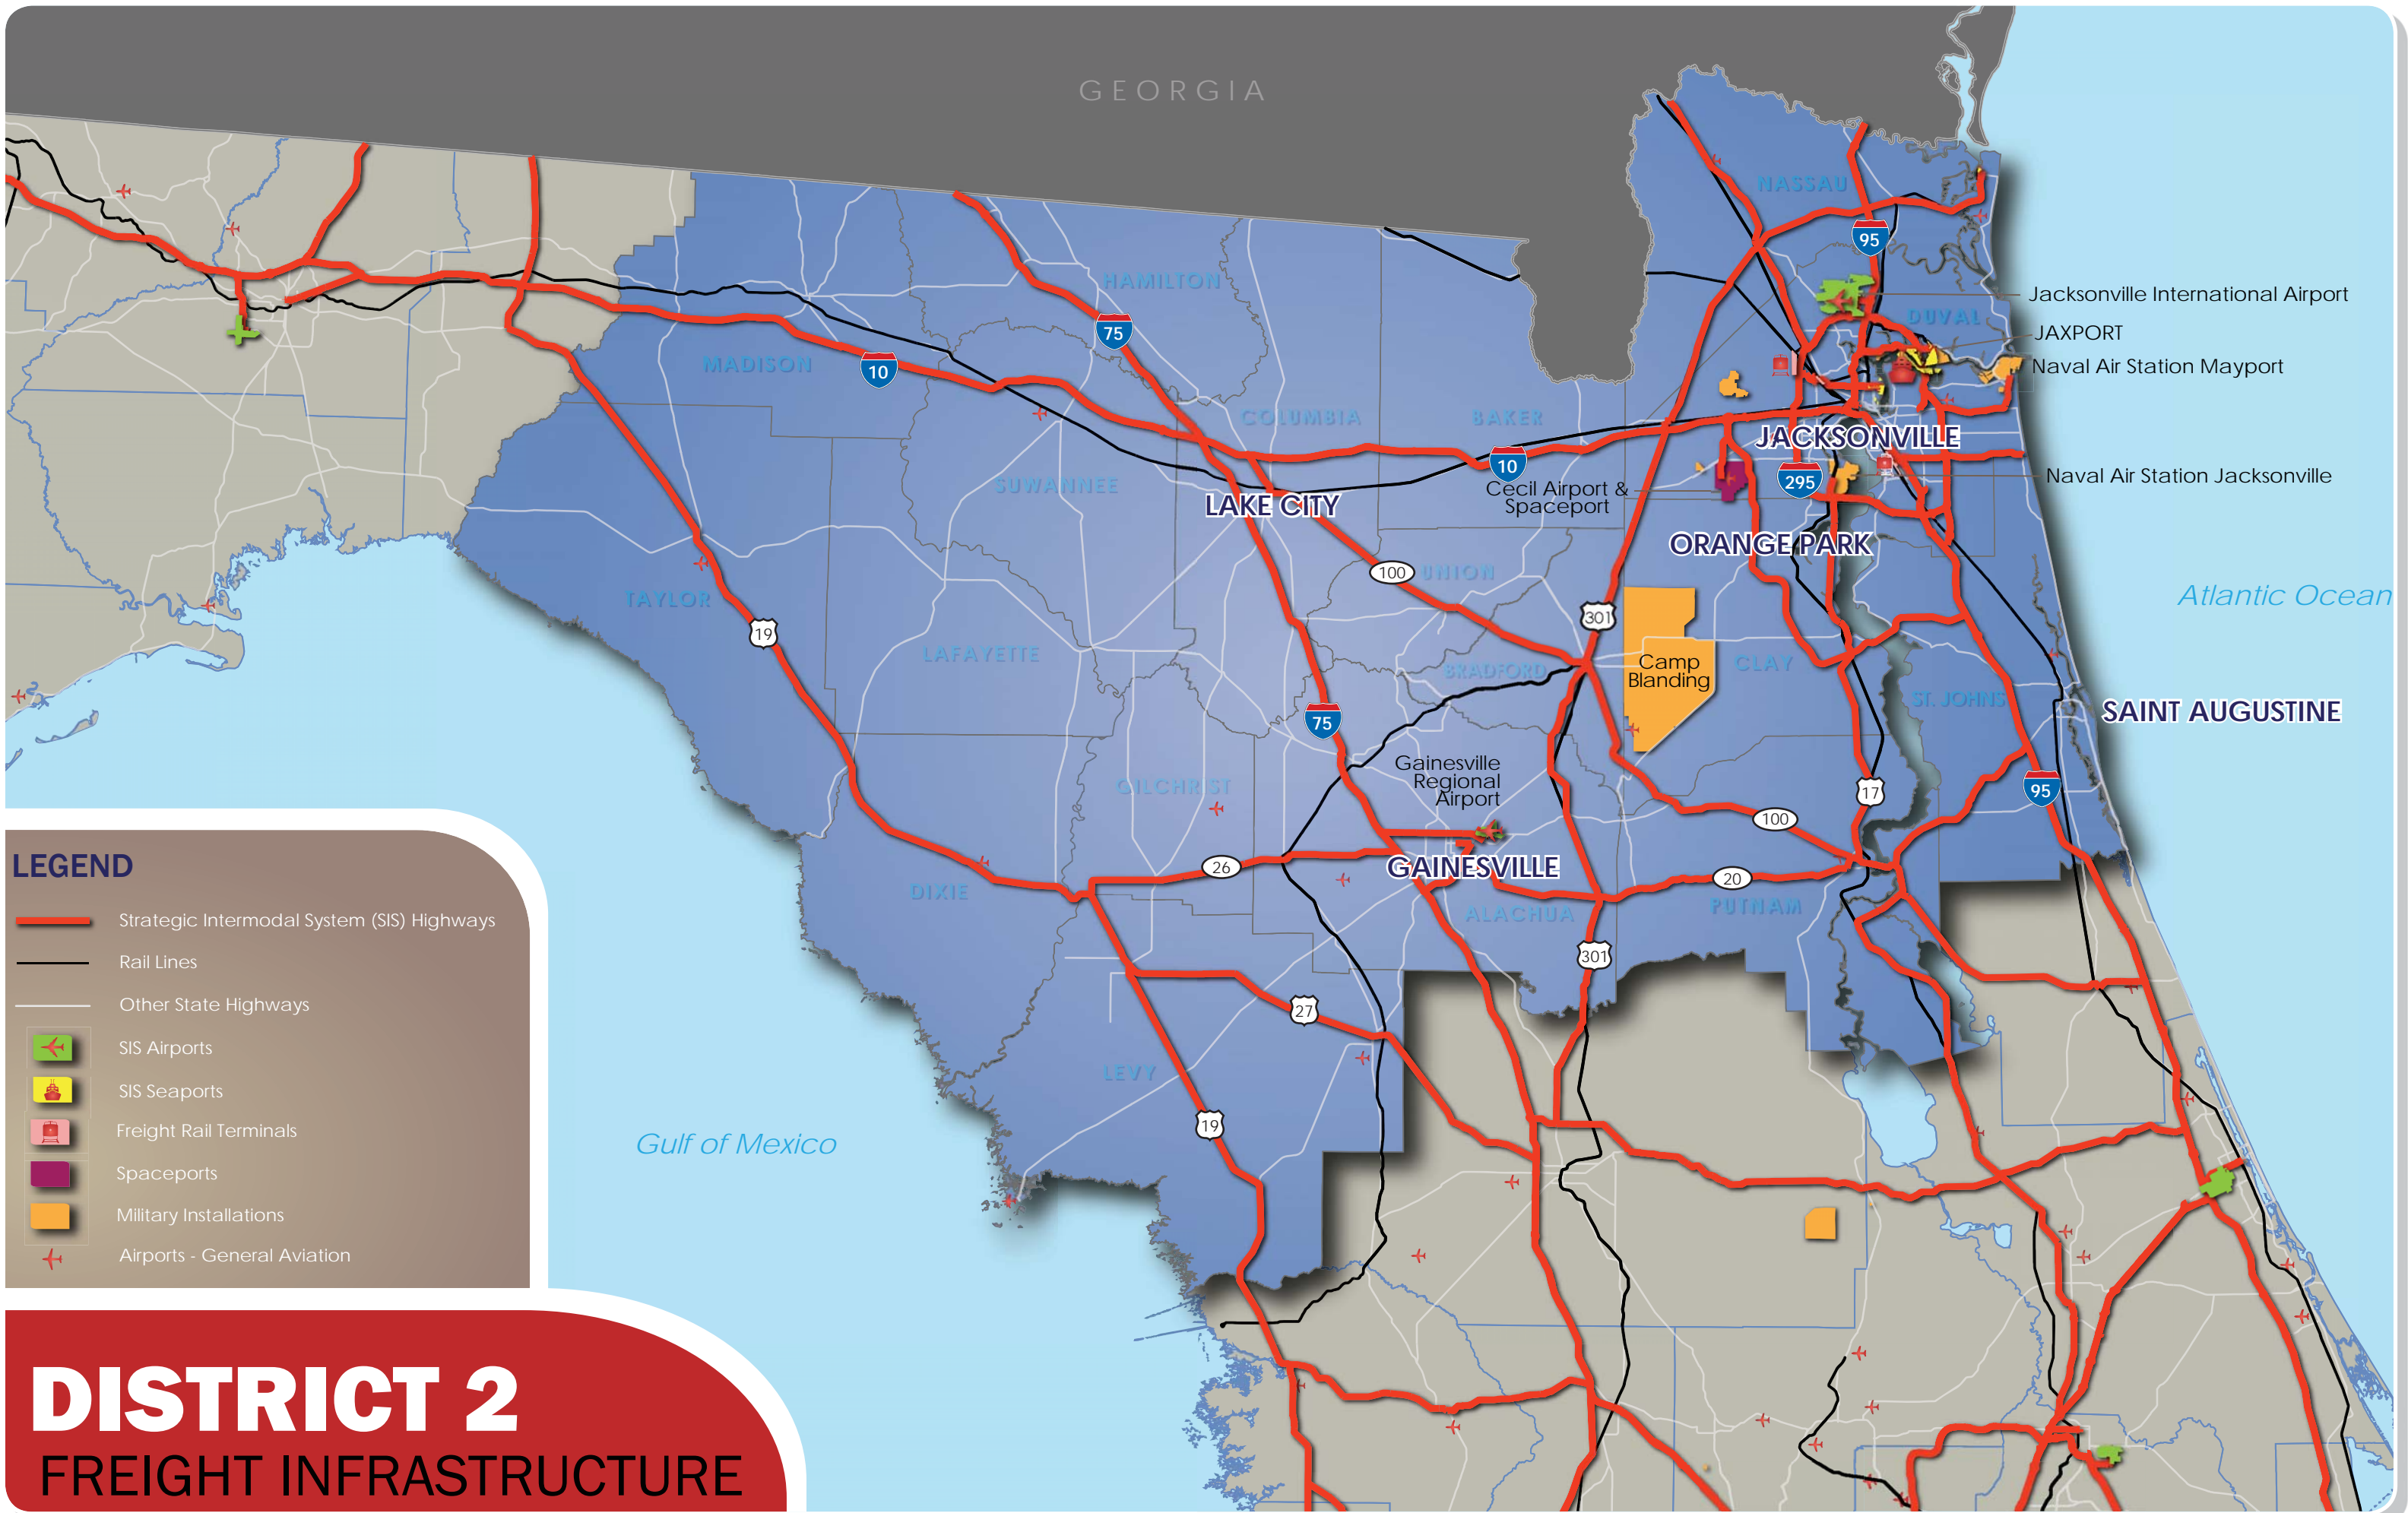 GEORGIA
NASSAU
95
HAMILTON
Jacksonville International Airport
DUVAL
JAXPORT
75
MADISON
10
Naval Air Station Mayport
COLUMBIA
BAKER
JACKSONVILLE
10
295
Naval Air Station Jacksonville
SUWANNEE
Cecil Airport &
Spaceport
LAKE CITY
ORANGE PARK
100
UNION
Atlantic Ocean
TAYLOR
301
19
LAFAYETTE
BRADFORD
Camp
Blanding
CLAY
ST. JOHNS
SAINT AUGUSTINE
75
Gainesville
Regional
Airport
GILCHRIST
17
95
100
GAINESVILLE
26
20
DIXIE
ALACHUA
PUTNAM
301
27
LEVY
19
Gulf of Mexico
LEGEND
Strategic Intermodal System (SIS) Highways
Rail Lines
Other State Highways
SIS Airports
SIS Seaports
Freight Rail Terminals
Spaceports
Military Installations
Airports - General Aviation
DISTRICT 2
FREIGHT INFRASTRUCTURE